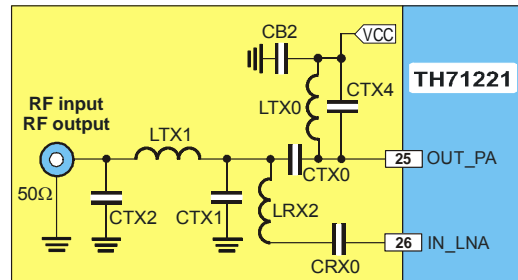 CB2
VCC
TH71221
LTX0
CTX4
RF input
RF output
LTX1
50Ω
CTX2
CTX1
CTX0
25 OUT_PA
LRX2
26 IN_LNA
CRX0